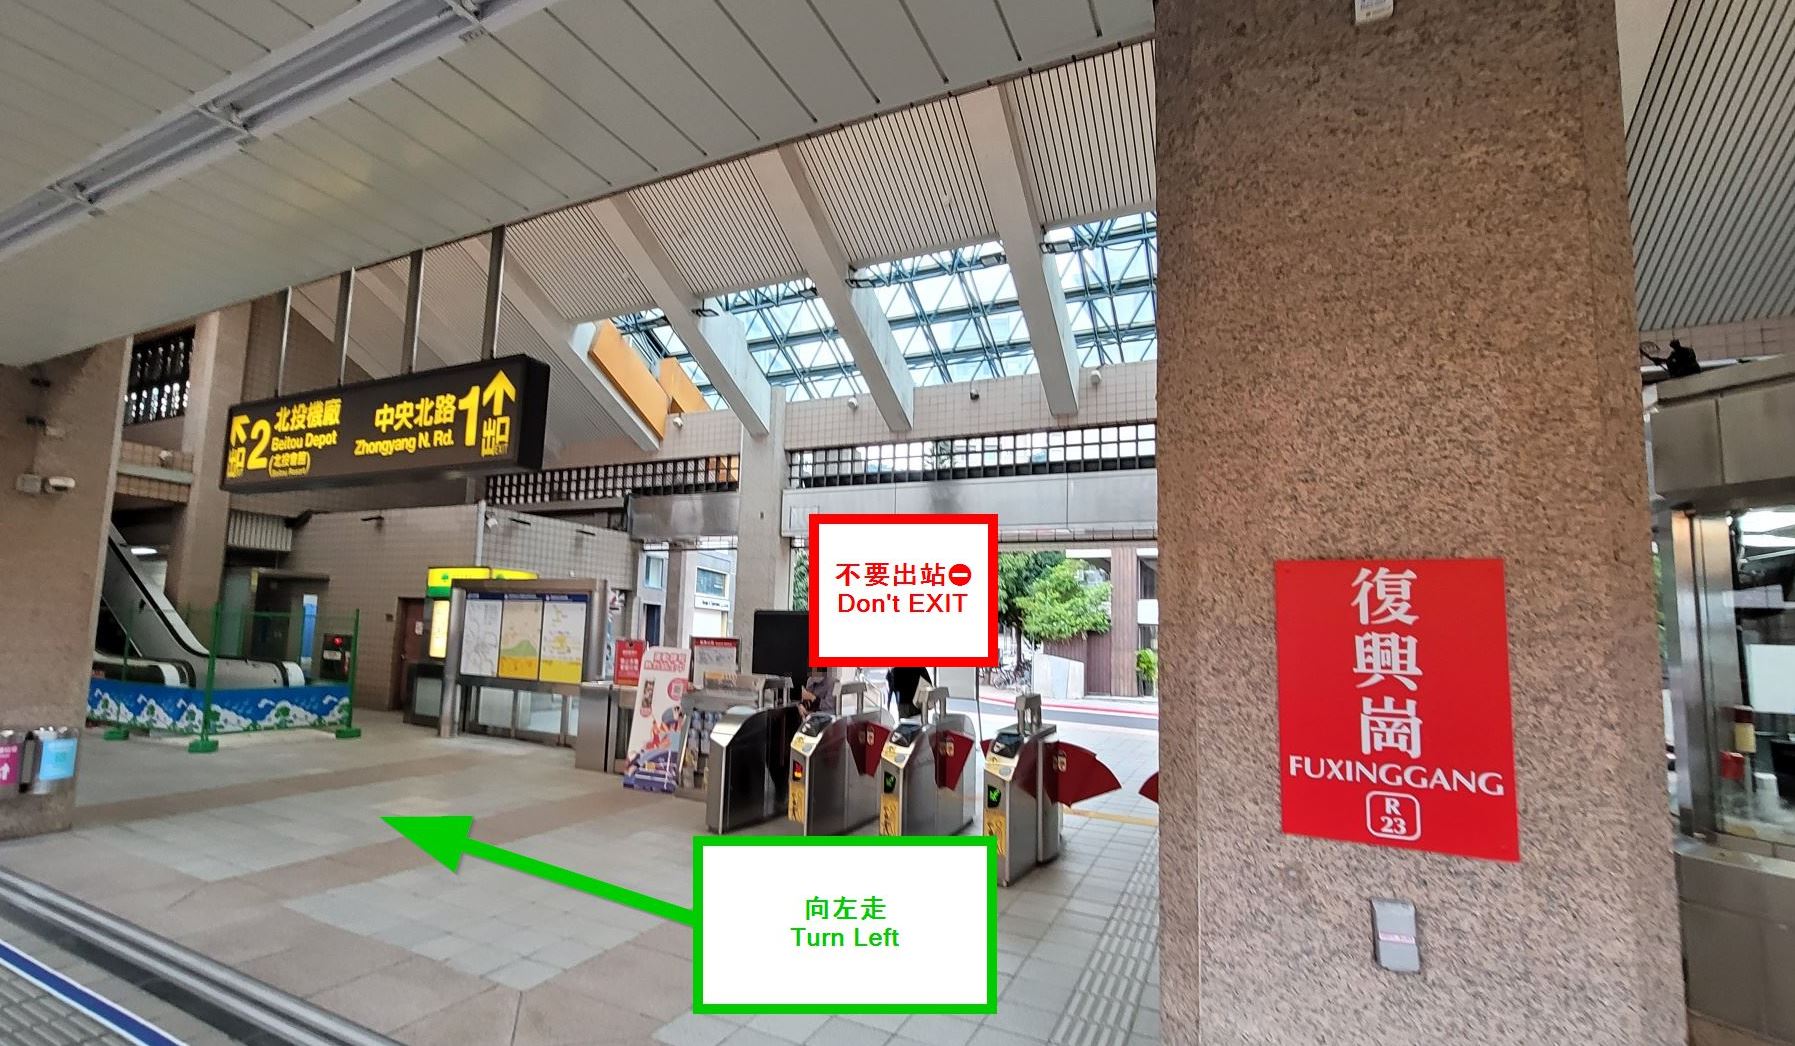 出口
2
北投機廠
Beitou Depot
(北投會館)
(Beitou Resort)
中央北路
Zhongyang N. Rd.
1
出口
EXIT
不要出站⛔
Don't EXIT
向左走
Turn Left
復興崗
FUXINGGANG
R
23